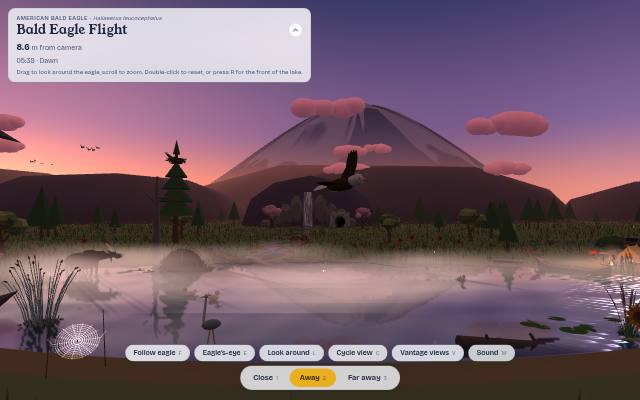 AMERICAN BALD EAGLE · Haliaeetus leucocephalus
Bald Eagle Flight
8.6 m from camera
05:39 · Dawn
Drag to look around the eagle, scroll to zoom. Double-click to reset, or press R for the front of the lake.
Follow eagle F Eagle's-eye E Look around L Cycle view C Vantage views V Sound M
Close 1 Away 2 Far away 3